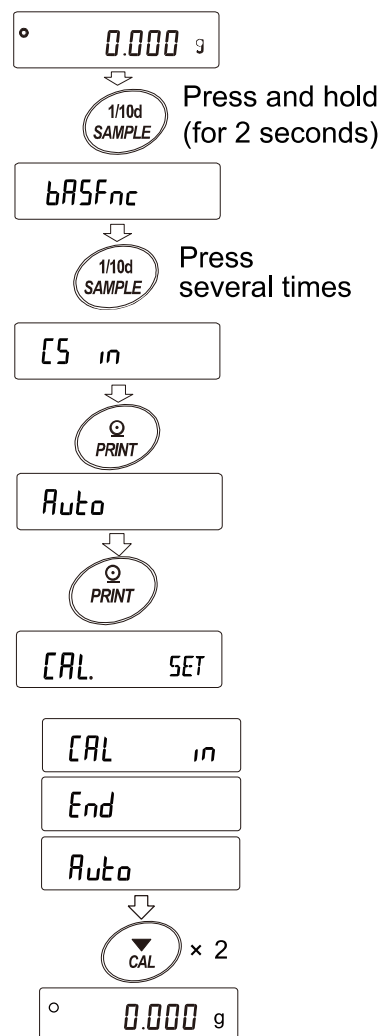 0.000 g
1/10d
SAMPLE
Press and hold
(for 2 seconds)
bASFnc
1/10d
SAMPLE
Press
several times
CS in
PRINT
Auto
PRINT
CAL. SET
CAL in
End
Auto
CAL
× 2
0.000 g